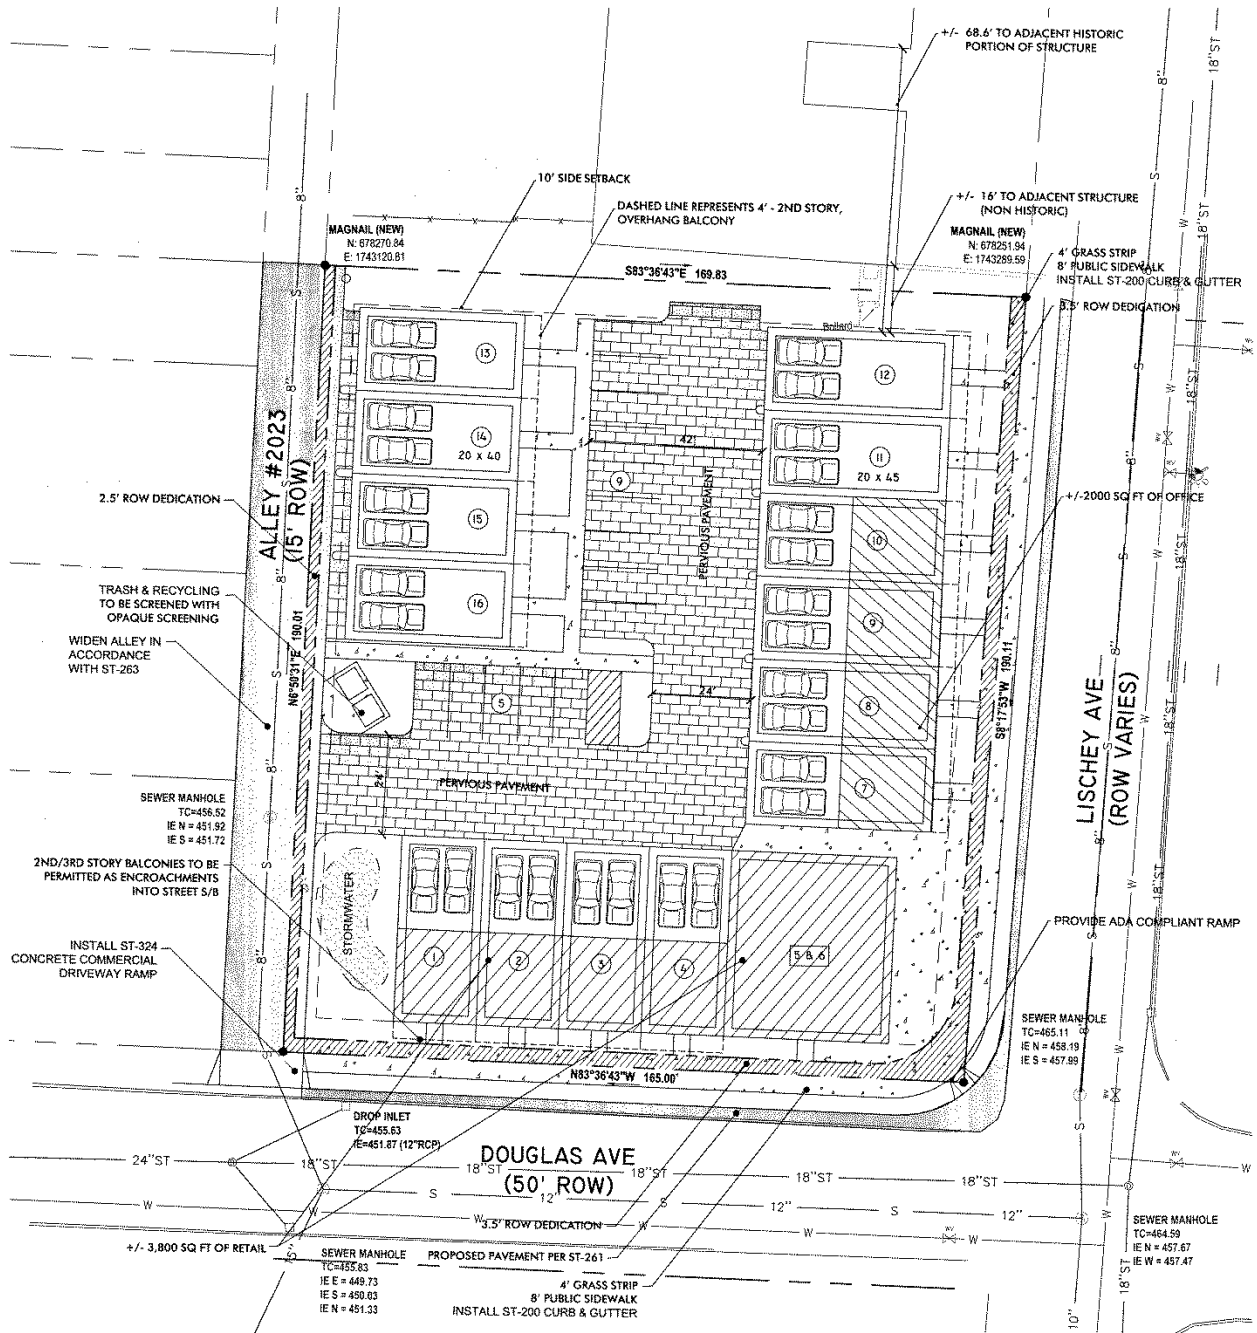 +/- 68.6' TO ADJACENT HISTORIC
PORTION OF STRUCTURE
8"
18"ST
S
10' SIDE SETBACK
DASHED LINE REPRESENTS 4' - 2ND STORY,
OVERHANG BALCONY
+/- 16' TO ADJACENT STRUCTURE
(NON HISTORIC)
8"
MAGNAIL (NEW)
N: 678270.84
E: 1743120.81
MAGNAIL (NEW)
N: 678251.94
E: 1743289.59
4' GRASS STRIP
8' PUBLIC SIDEWALK
INSTALL ST-200 CURB & GUTTER
3.5' ROW DEDICATION
S83°36'43"E 169.83
Bollard
13
12
14
20 X 40
11
20 X 45
42'
9
15
10
16
9
8
7
5
24'
24'
PERVIOUS PAVEMENT
PERVIOUS PAVEMENT
+/-2000 SQ FT OF OFFICE
ALLEY #2023
(15' ROW)
2.5' ROW DEDICATION
TRASH & RECYCLING
TO BE SCREENED WITH
OPAQUE SCREENING
WIDEN ALLEY IN
ACCORDANCE
WITH ST-263
N6°50'31"E 190.01
S8°17'53"W 190.11
LISCHEY AVE
(ROW VARIES)
SEWER MANHOLE
TC=456.52
IE N = 451.92
IE S = 451.72
2ND/3RD STORY BALCONIES TO BE
PERMITTED AS ENCROACHMENTS
INTO STREET S/B
STORMWATER
INSTALL ST-324
CONCRETE COMMERCIAL
DRIVEWAY RAMP
1
2
3
4
5 & 6
PROVIDE ADA COMPLIANT RAMP
SEWER MANHOLE
TC=465.11
IE N = 458.19
IE S = 457.99
N83°36'43"W 165.00'
DROP INLET
TC=455.63
IE=451.87 (12"RCP)
DOUGLAS AVE
(50' ROW)
24"ST
18"ST
18"ST
18"ST
18"ST
18"ST
S
12"
S
12"
S
12"
W
W
W
W
W
W
3.5' ROW DEDICATION
+/- 3,800 SQ FT OF RETAIL
PROPOSED PAVEMENT PER ST-261
SEWER MANHOLE
TC=455.83
IE E = 449.73
IE S = 450.03
IE N = 451.33
4' GRASS STRIP
8' PUBLIC SIDEWALK
INSTALL ST-200 CURB & GUTTER
SEWER MANHOLE
TC=464.59
IE N = 457.67
IE W = 457.47
18"ST
10"